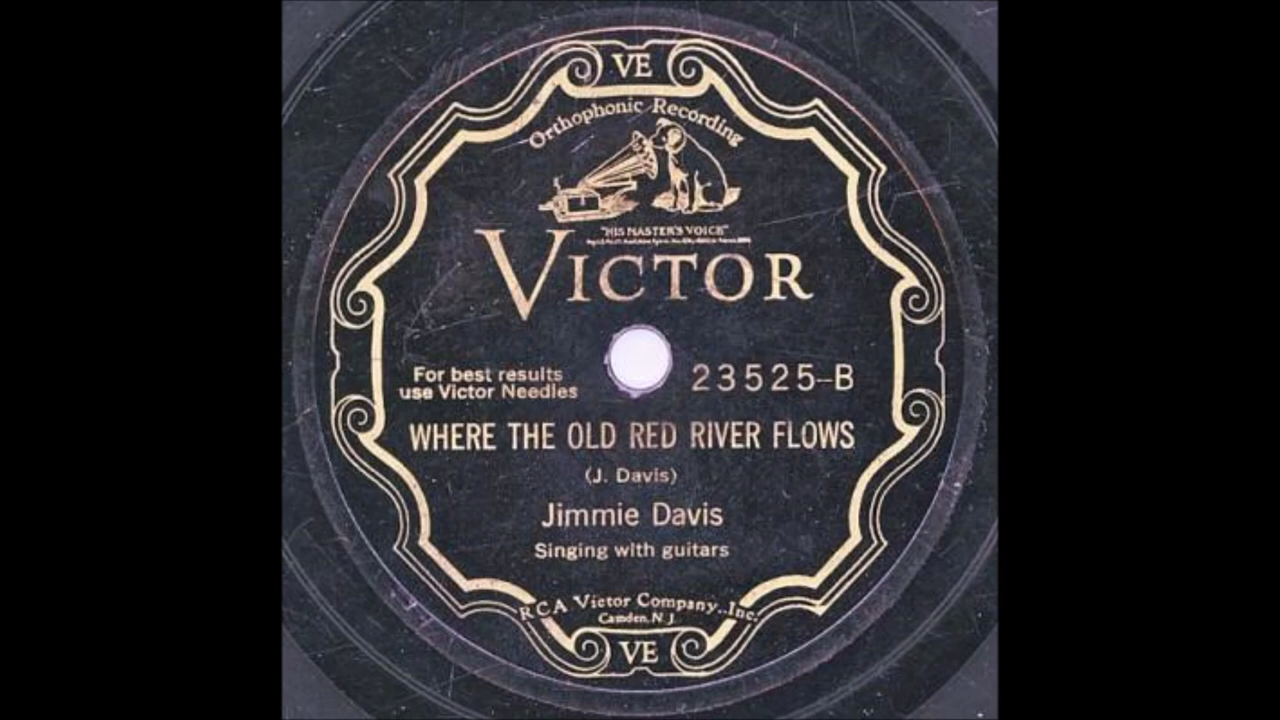 VE
Orthophonic Recording
"HIS MASTER'S VOICE"
VICTOR
For best results
use Victor Needles
23525-B
WHERE THE OLD RED RIVER FLOWS
(J. Davis)
Jimmie Davis
Singing with guitars
RCA Victor Company, Inc.
Camden, N.J.
VE